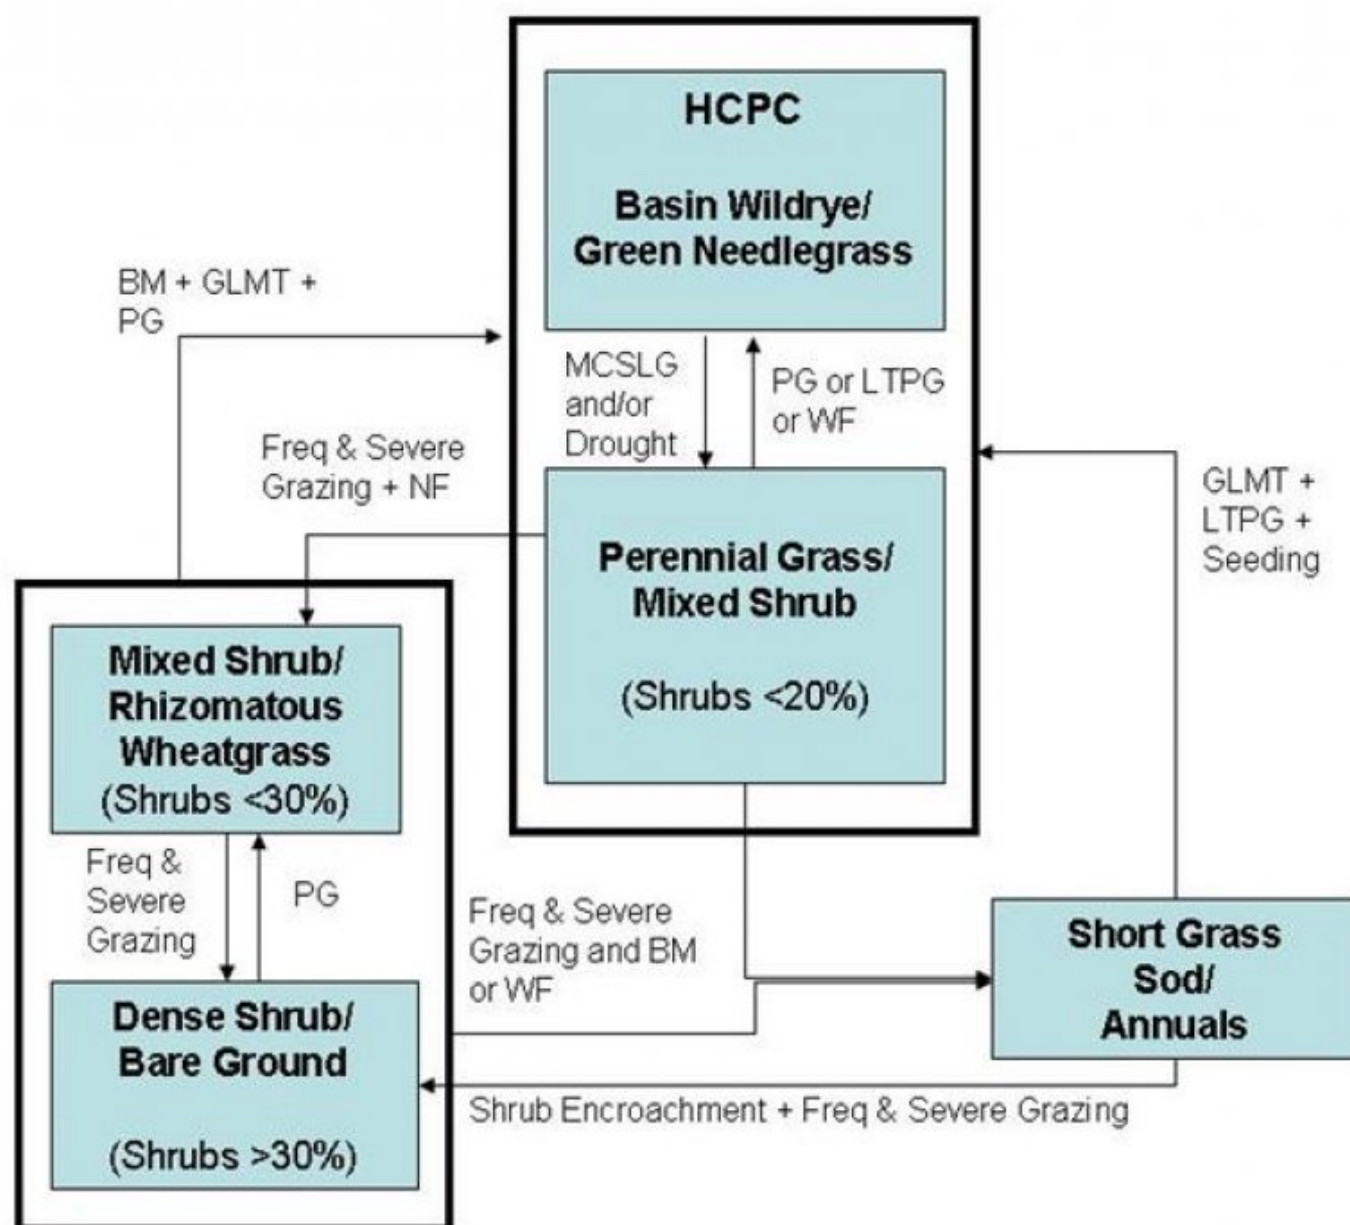 HCPC
Basin Wildrye/
Green Needlegrass
BM + GLMT +
PG
MCSLG
and/or
Drought
PG or LTPG
or WF
Freq & Severe
Grazing + NF
GLMT +
LTPG +
Seeding
Perennial Grass/
Mixed Shrub
(Shrubs <20%)
Mixed Shrub/
Rhizomatous
Wheatgrass
(Shrubs <30%)
Freq &
Severe
Grazing
PG
Freq & Severe
Grazing and BM
or WF
Short Grass
Sod/
Annuals
Dense Shrub/
Bare Ground
(Shrubs >30%)
Shrub Encroachment + Freq & Severe Grazing